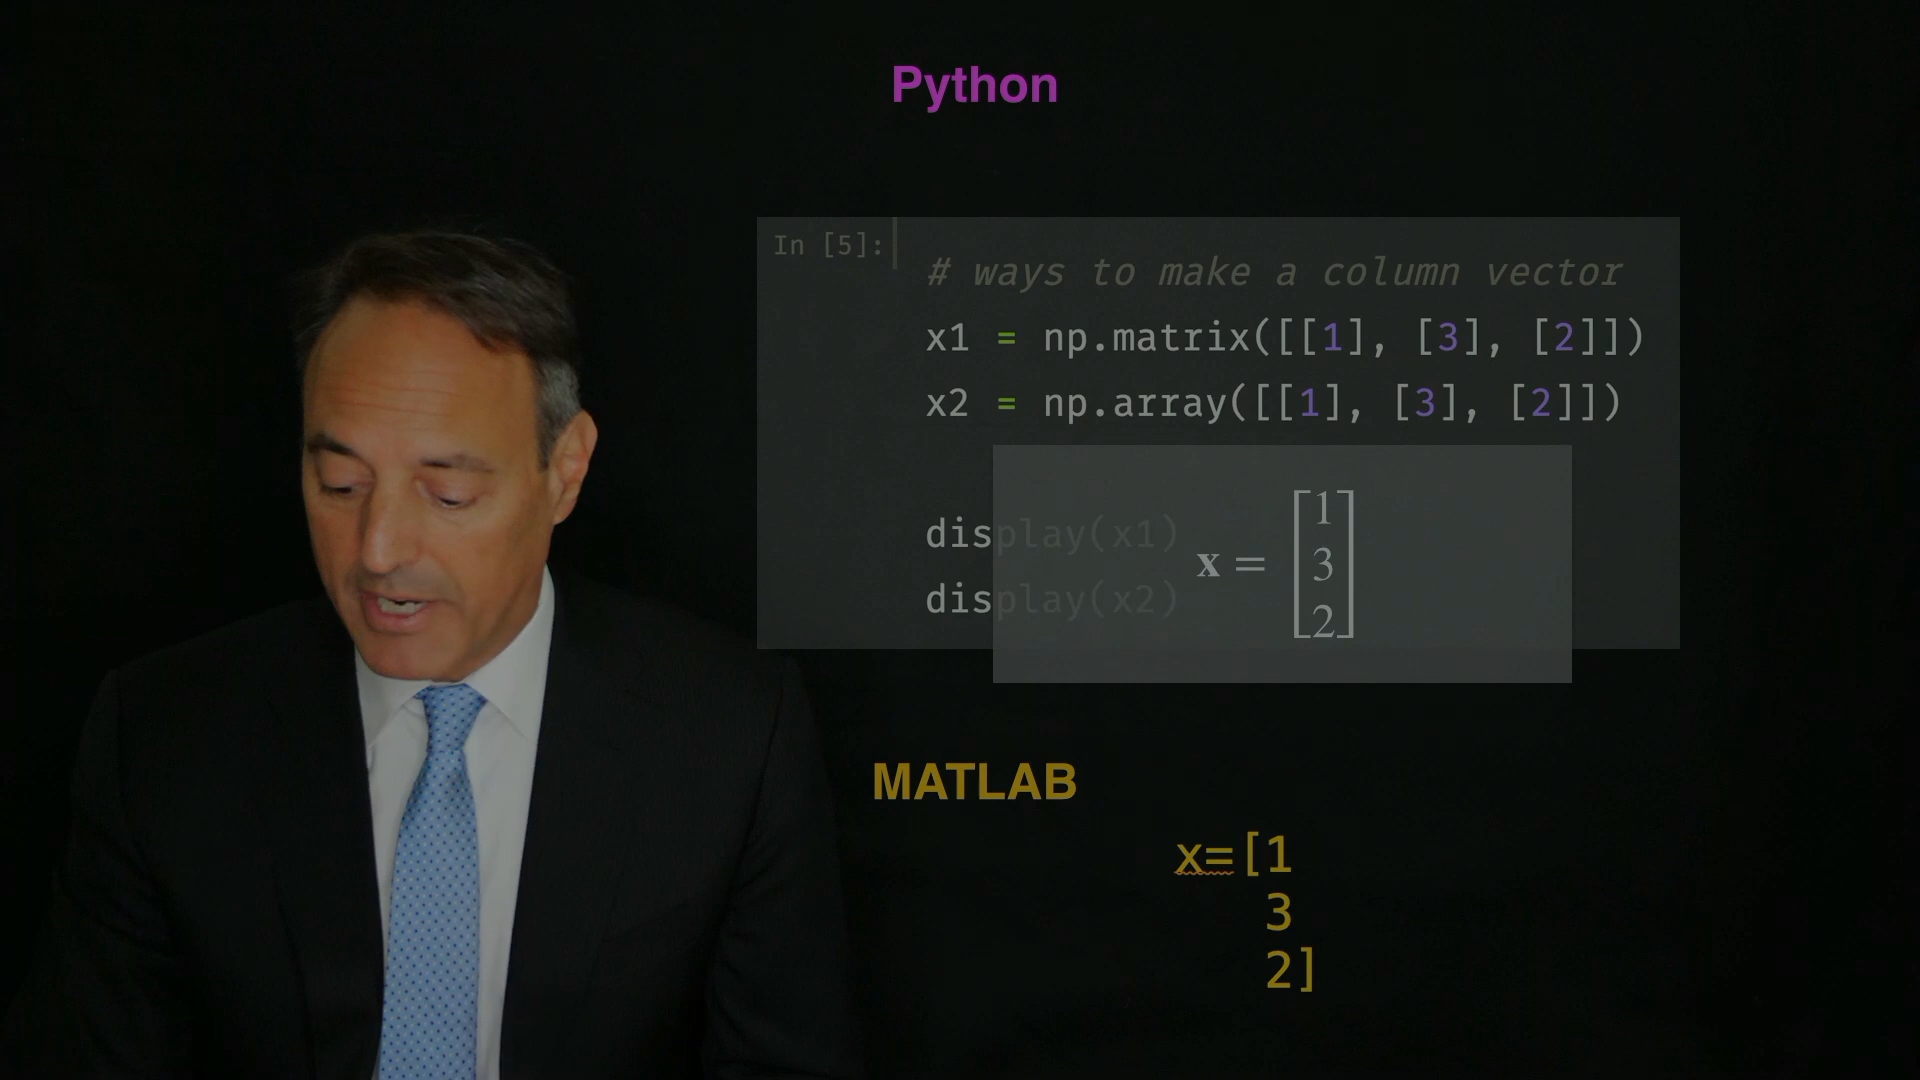 Python
In [5]:
# ways to make a column vector
x1 = np.matrix([[1], [3], [2]])
x2 = np.array([[1], [3], [2]])
display(x1)
display(x2)
x = [1
3
2]
MATLAB
x=[1
3
2]